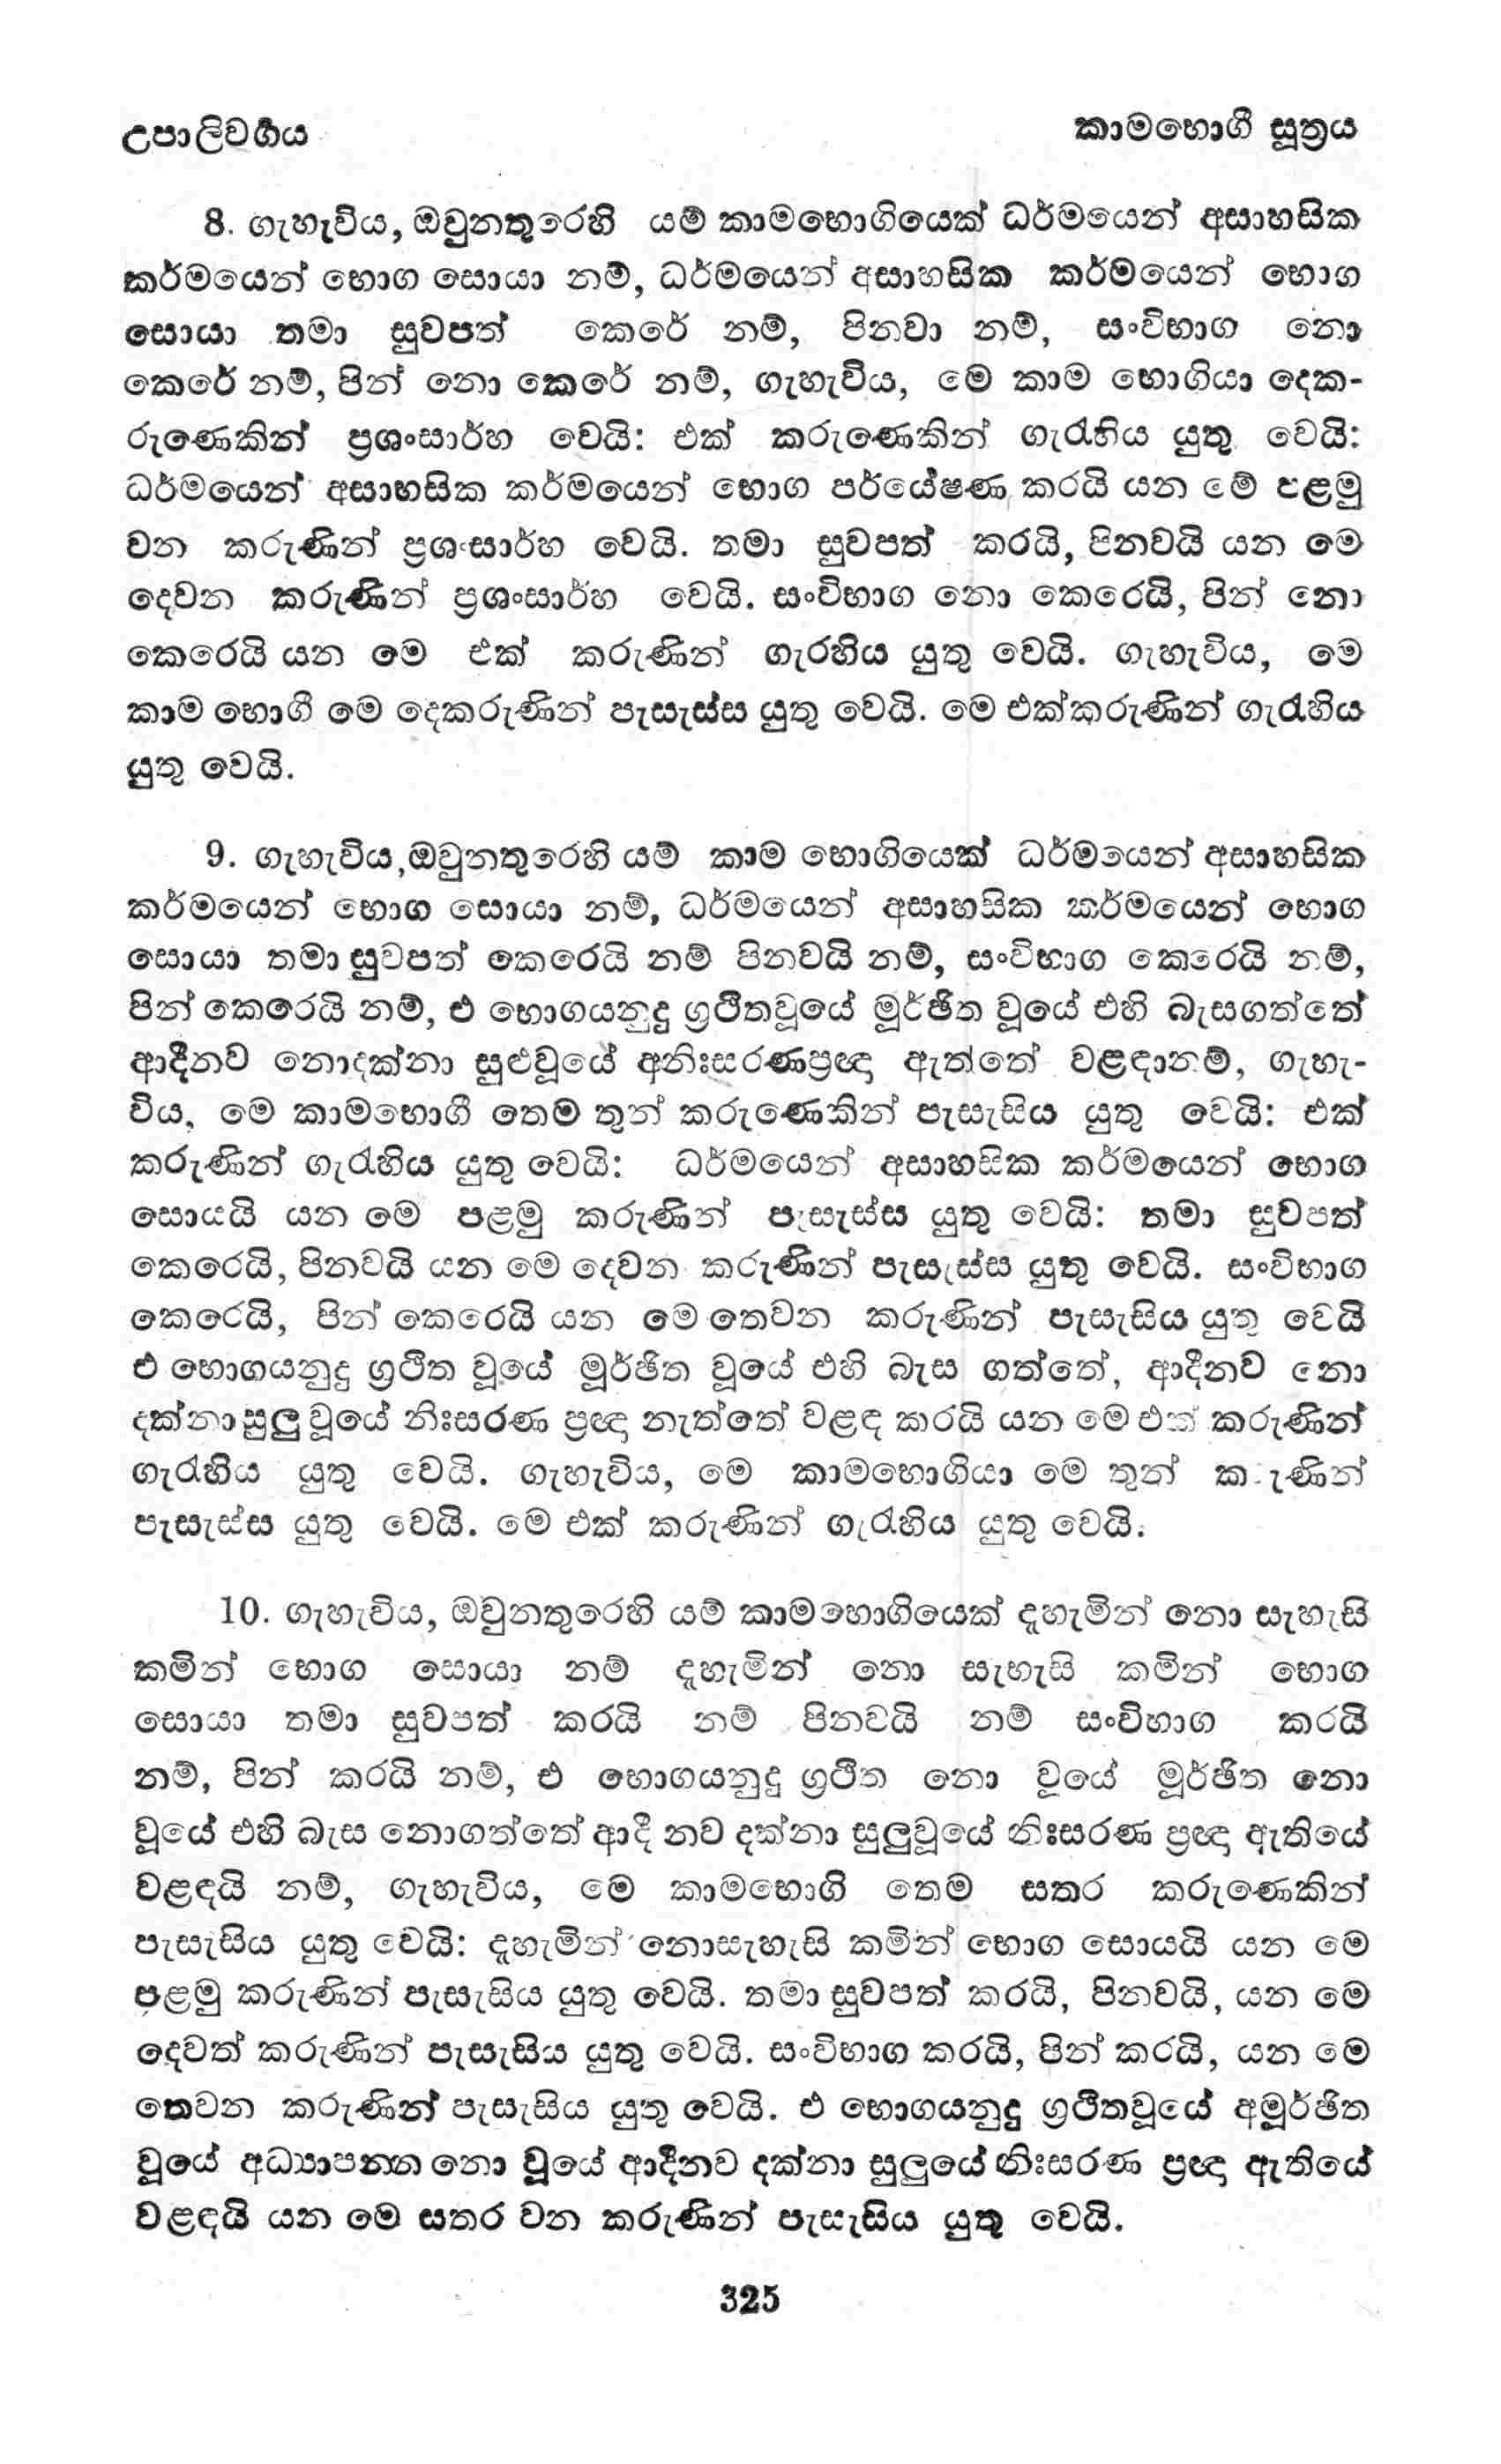 උපාලිවර්‍ගය
කාමභොගී සූත්‍රය
8. ගැහැවිය, ඔවුනතුරෙහි යම් කාමභොගියෙක් ධර්මයෙන් අසාහසික
කර්මයෙන් භොග සොයා නම්, ධර්මයෙන් අසාහසික කර්මයෙන් භොග
සොයා තමා සුවපත් කෙරේ නම්, පිනවා නම්, සංවිභාග නො
කෙරේ නම්, පින් නො කෙරේ නම්, ගැහැවිය, මෙ කාම භොගියා දෙක-
රුණෙකින් ප්‍රශංසාර්හ වෙයි: එක් කරුණෙකින් ගැරැහිය යුතු වෙයි:
ධර්මයෙන් අසාහසික කර්මයෙන් භොග පර්යේෂණ කරයි යන මේ පළමු
වන කරුණින් ප්‍රශංසාර්හ වෙයි. තමා සුවපත් කරයි, පිනවයි යන මෙ
දෙවන කරුණින් ප්‍රශංසාර්හ වෙයි. සංවිභාග නො කෙරෙයි, පින් නො
කෙරෙයි යන මෙ එක් කරුණින් ගැරහිය යුතු වෙයි. ගැහැවිය, මෙ
කාම භොගී මෙ දෙකරුණින් පැසැස්ස යුතු වෙයි. මෙ එක්කරුණින් ගැරැහිය
යුතු වෙයි.
9. ගැහැවිය,ඔවුනතුරෙහි යම් කාම භොගියෙක් ධර්මයෙන් අසාහසික
කර්මයෙන් භොග සොයා නම්, ධර්මයෙන් අසාහසික කර්මයෙන් භොග
සොයා තමා සුවපත් කෙරෙයි නම් පිනවයි නම්, සංවිභාග කෙරෙයි නම්,
පින් කෙරෙයි නම්, එ භොගයනුදු ග්‍රථිතවූයේ මූර්ඡිත වූයේ එහි බැසගත්තේ
ආදීනව නොදක්නා සුළුවූයේ අනිඃසරණප්‍රඥා ඇත්තේ වළඳානම්, ගැහැ-
විය, මෙ කාමභොගී තෙම තුන් කරුණෙකින් පැසැසිය යුතු වෙයි: එක්
කරුණින් ගැරැහිය යුතු වෙයි: ධර්මයෙන් අසාහසික කර්මයෙන් භොග
සොයයි යන මෙ පළමු කරුණින් පැසැස්ස යුතු වෙයි: තමා සුවපත්
කෙරෙයි, පිනවයි යන මෙ දෙවන කරුණින් පැසැස්ස යුතු වෙයි. සංවිභාග
කෙරෙයි, පින් කෙරෙයි යන මෙ තෙවන කරුණින් පැසැසිය යුතු වෙයි
එ භොගයනුදු ග්‍රථිත වූයේ මූර්ඡිත වූයේ එහි බැස ගත්තේ, ආදීනව නො
දක්නා සුලු වූයේ නිඃසරණ ප්‍රඥා නැත්තේ වළඳ කරයි යන මෙ එක් කරුණින්
ගැරැහිය යුතු වෙයි. ගැහැවිය, මෙ කාමභොගියා මෙ තුන් කරුණින්
පැසැස්ස යුතු වෙයි. මෙ එක් කරුණින් ගැරැහිය යුතු වෙයි.
10. ගැහැවිය, ඔවුනතුරෙහි යම් කාමභොගියෙක් දැහැමින් නො සැහැසි
කමින් භොග සොයා නම් දැහැමින් නො සැහැසි කමින් භොග
සොයා තමා සුවපත් කරයි නම් පිනවයි නම් සංවිභාග කරයි
නම්, පින් කරයි නම්, එ භොගයනුදු ග්‍රථිත නො වූයේ මූර්ඡිත නො
වූයේ එහි බැස නොගත්තේ ආදී නව දක්නා සුලුවූයේ නිඃසරණ ප්‍රඥා ඇතියේ
වළඳයි නම්, ගැහැවිය, මෙ කාමභොගි තෙම සතර කරුණෙකින්
පැසැසිය යුතු වෙයි: දැහැමින් නොසැහැසි කමින් භොග සොයයි යන මෙ
පළමු කරුණින් පැසැසිය යුතු වෙයි. තමා සුවපත් කරයි, පිනවයි, යන මෙ
දෙවත් කරුණින් පැසැසිය යුතු වෙයි. සංවිභාග කරයි, පින් කරයි, යන මෙ
තෙවන කරුණින් පැසැසිය යුතු වෙයි. එ භොගයනුදු ග්‍රථිතවූයේ අමූර්ඡිත
වූයේ අධ්‍යාපන්න නො වූයේ ආදීනව දක්නා සුලුයේ නිඃසරණ ප්‍රඥා ඇතියේ
වළඳයි යන මෙ සතර වන කරුණින් පැසැසිය යුතු වෙයි.
325